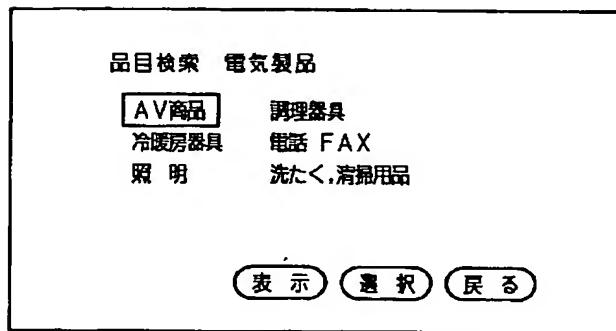 品目検索 電気製品
AV商品 調理器具
冷暖房器具 電話 FAX
照 明 洗たく,清掃用品
表 示 選 択 戻 る